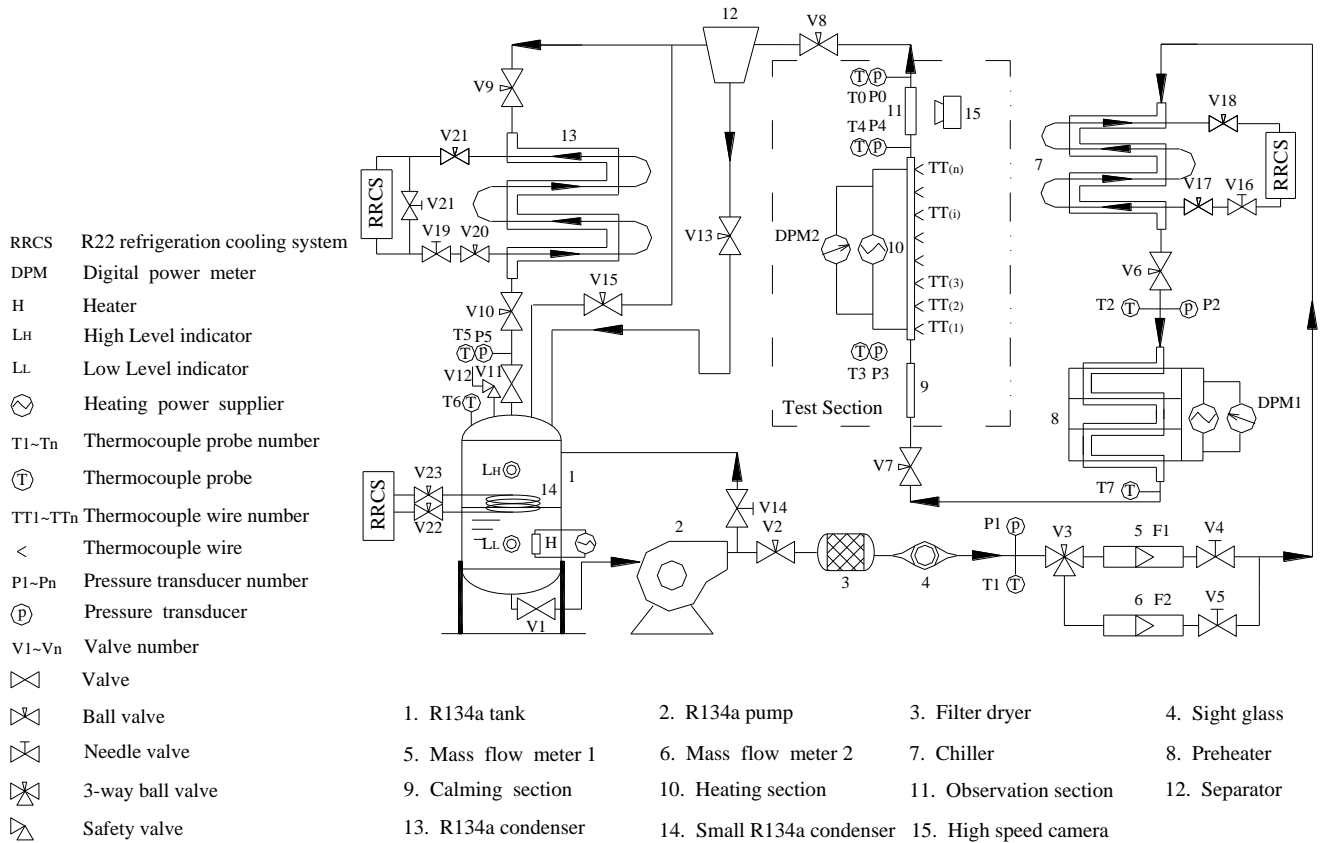 12
V8
V9
T P
T0 P0
11
15
T4 P4
T P
V18
RRCS
7
V17 V16
V21
13
RRCS
V21
V19 V20
TT(n)
TT(i)
DPM2
10
TT(3)
TT(2)
TT(1)
V13
V15
V10
T5 P5
T P
V11
V12
T6 T
T P
T3 P3
9
Test Section
V7
V6
T2 T P P2
8
DPM1
T7 T
RRCS
V23
V22
LH
1
14
LL
H
V1
2
V14
V2
3
4
P1 P
T1 T
V3
5 F1
V4
6 F2
V5
RRCS R22 refrigeration cooling system
DPM Digital power meter
H Heater
LH High Level indicator
LL Low Level indicator
Heating power supplier
T1~Tn Thermocouple probe number
T Thermocouple probe
TT1~TTn Thermocouple wire number
< Thermocouple wire
P1~Pn Pressure transducer number
P Pressure transducer
V1~Vn Valve number
Valve
Ball valve
Needle valve
3-way ball valve
Safety valve
1. R134a tank
2. R134a pump
3. Filter dryer
4. Sight glass
5. Mass flow meter 1
6. Mass flow meter 2
7. Chiller
8. Preheater
9. Calming section
10. Heating section
11. Observation section
12. Separator
13. R134a condenser
14. Small R134a condenser
15. High speed camera